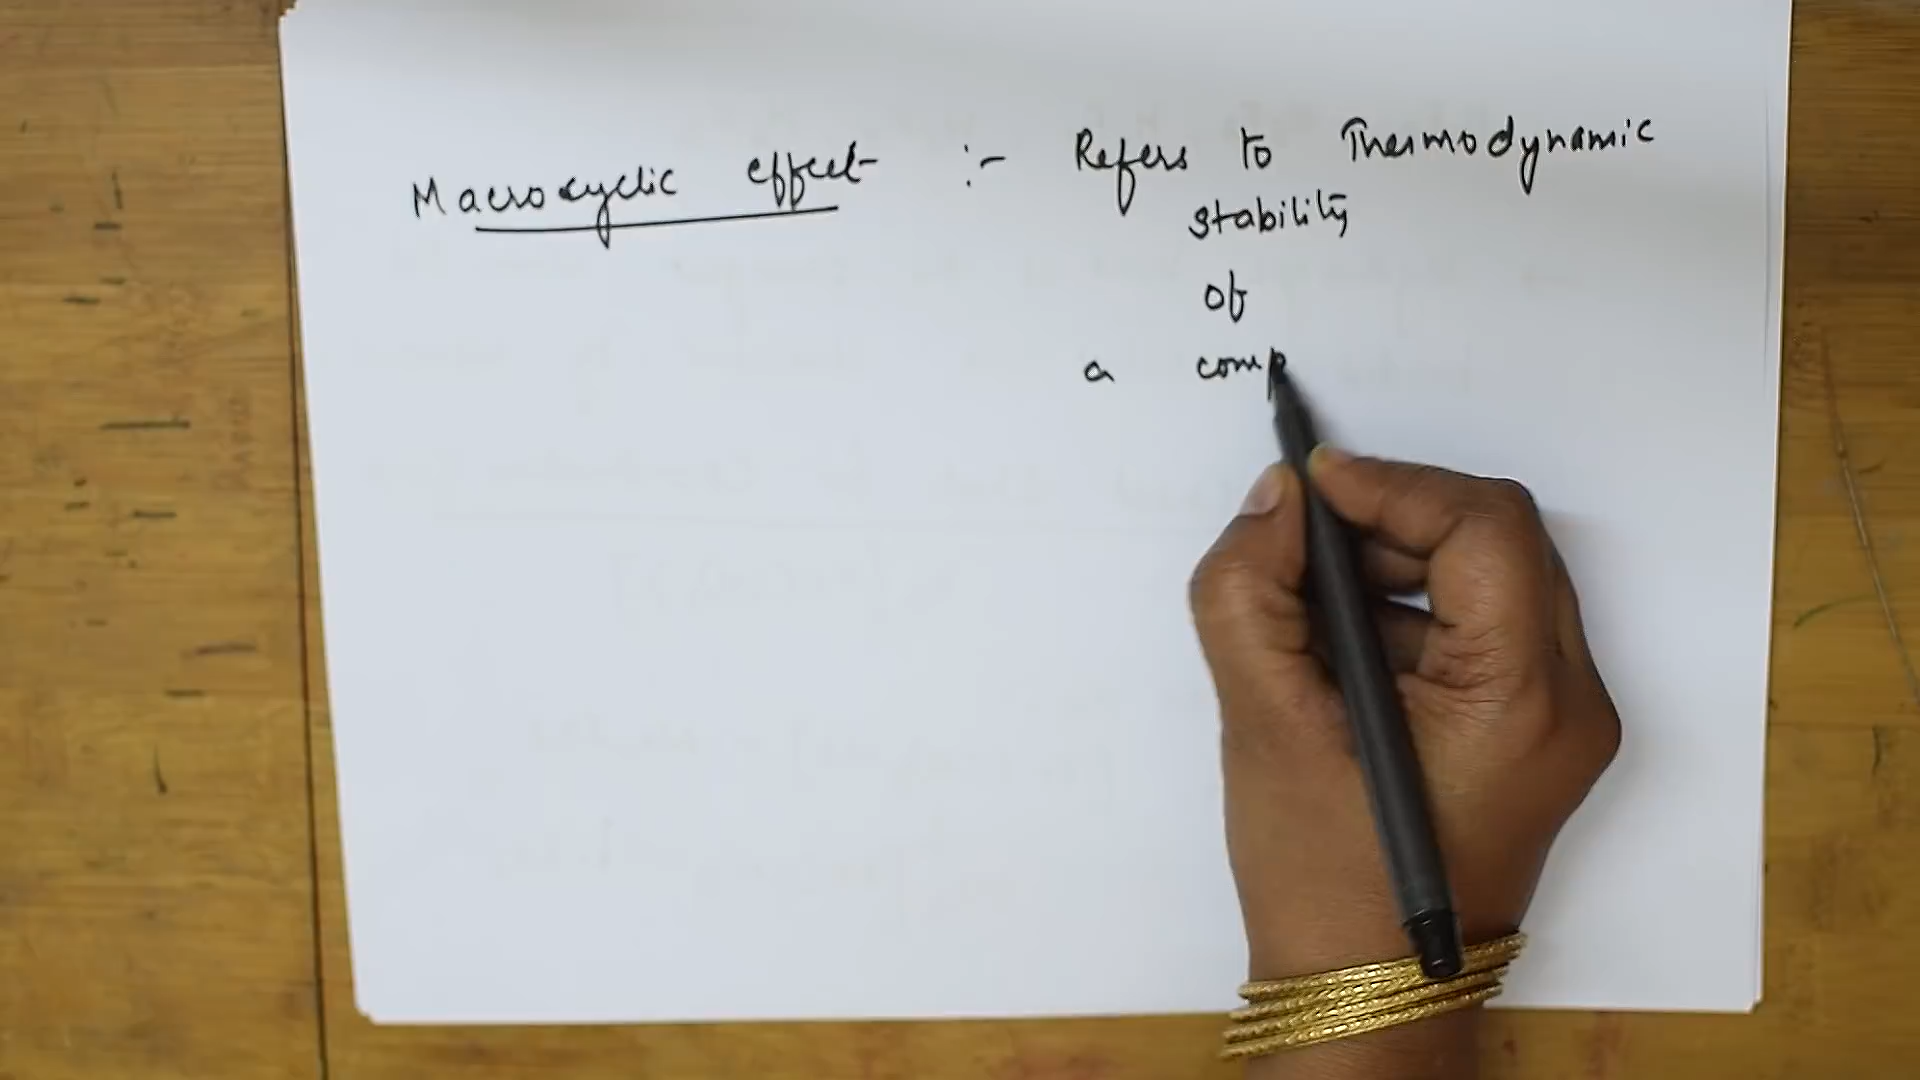 Macrocyclic effect :- Refers to Thermodynamic
stability
of
a comp